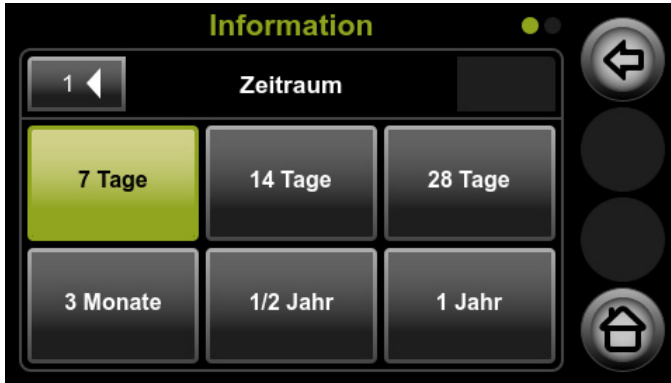 Information
1 Zeitraum
7 Tage 14 Tage 28 Tage
3 Monate 1/2 Jahr 1 Jahr